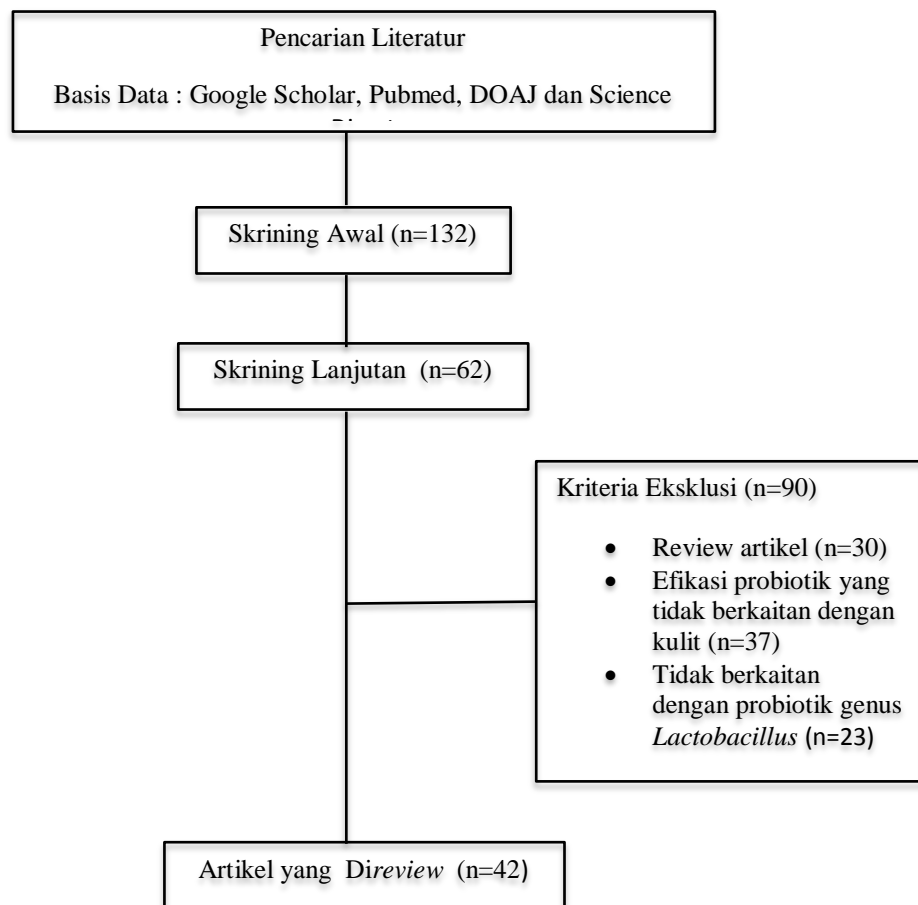 Pencarian Literatur
Basis Data : Google Scholar, Pubmed, DOAJ dan Science
Skrining Awal (n=132)
Skrining Lanjutan (n=62)
Kriteria Eksklusi (n=90)
• Review artikel (n=30)
• Efikasi probiotik yang
tidak berkaitan dengan
kulit (n=37)
• Tidak berkaitan
dengan probiotik genus
Lactobacillus (n=23)
Artikel yang Direview (n=42)